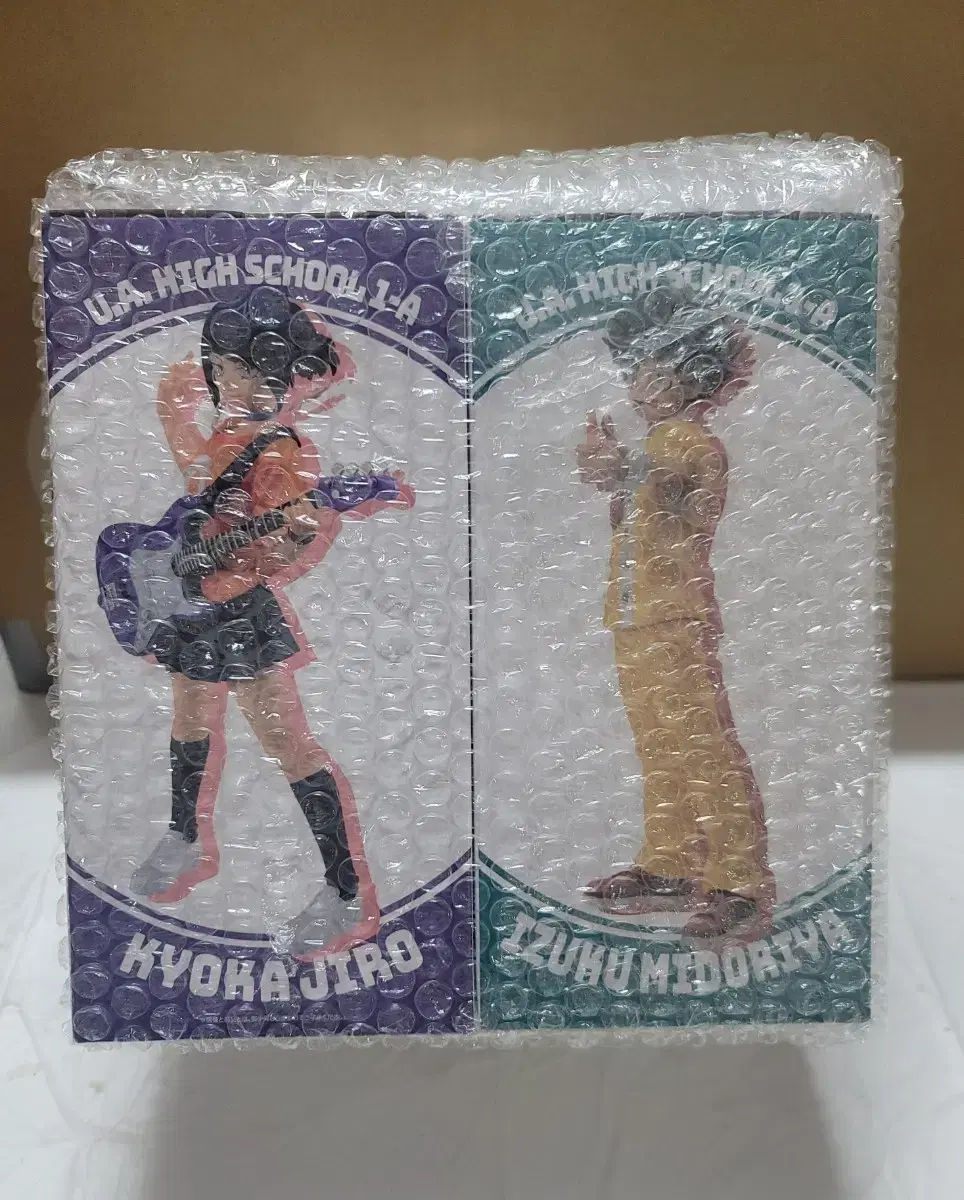 U.A. HIGH SCHOOL 1-A
KYOKA JIRO
U.A. HIGH SCHOOL 1-A
IZUKU MIDORIYA